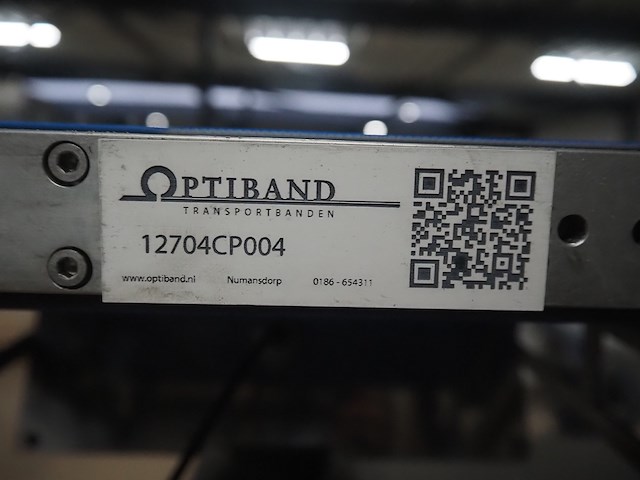 OPTIBAND
TRANSPORTBANDEN
12704CP004
www.optiband.nl Numansdorp 0186 - 654311